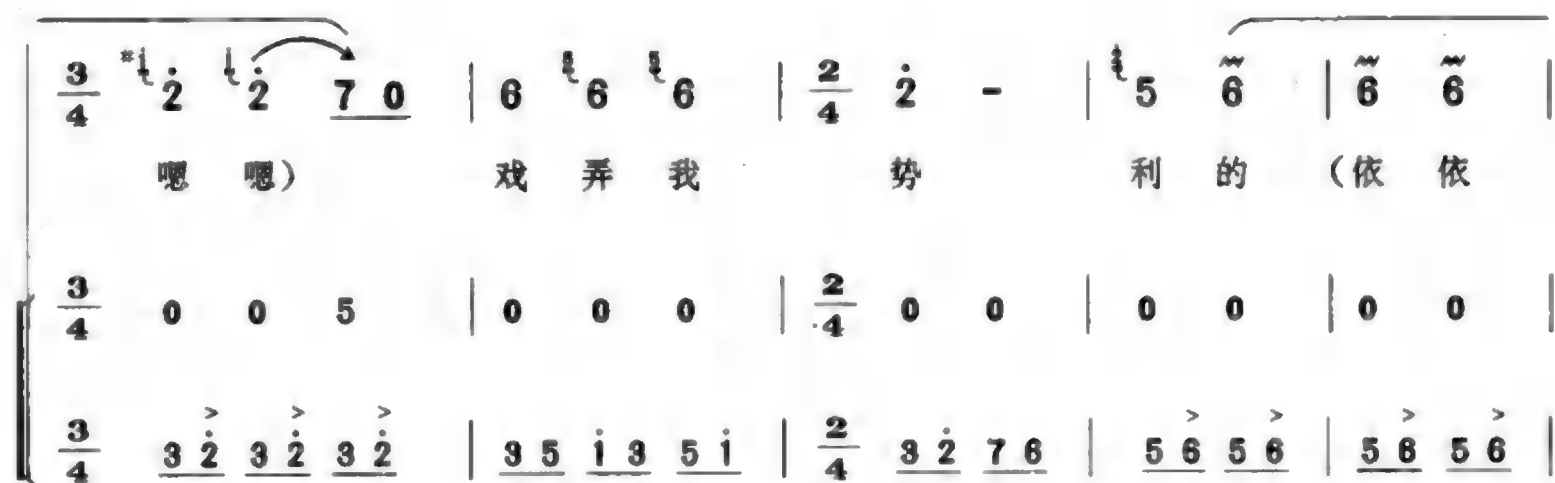 3/4 #i 2̇ i 2̇ 7 0 | 6 6 6 | 2/4 2̇ - | 5 6 | 6 6 |
嗯 嗯） 戏 弄 我 势 利 的 （依 依
3/4 0 0 5 | 0 0 0 | 2/4 0 0 | 0 0 | 0 0 |
3/4 3 2̇ 3 2̇ 3 2̇ | 3 5 i̇ 3 5 i̇ | 2/4 3 2̇ 7 6 | 5 6 5 6 | 5 6 5 6 |